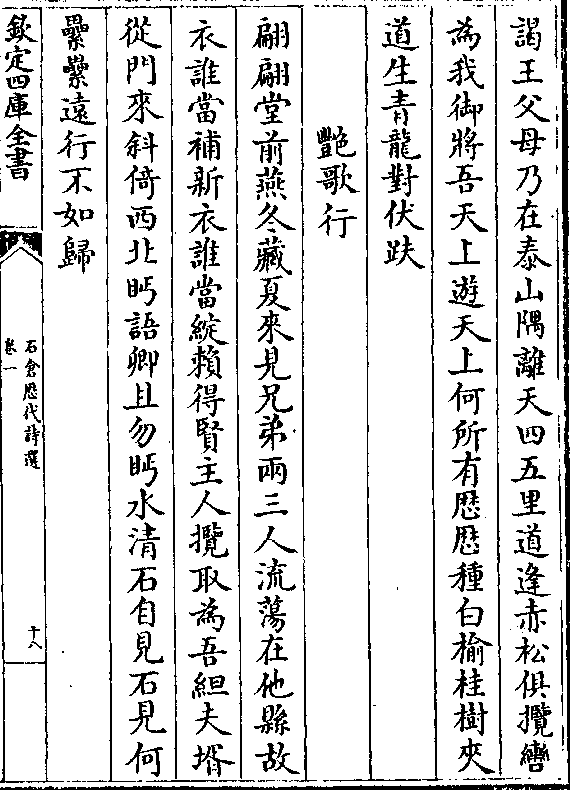 謁王父母乃在泰山隅離天四五里道逢赤松俱攬轡
為我御將吾天上遊天上何所有歴歴種白榆桂樹夾
道生青龍對伏趺
豔歌行
翩翩堂前燕冬藏夏來見兄弟兩三人流蕩在他縣故
衣誰當補新衣誰當綻賴得賢主人攬取為吾組夫壻
從門來斜倚西北眄語卿且勿眄水清石自見石見何
纍纍遠行不如歸
欽定四庫全書
石倉歴代詩選
卷一
十八